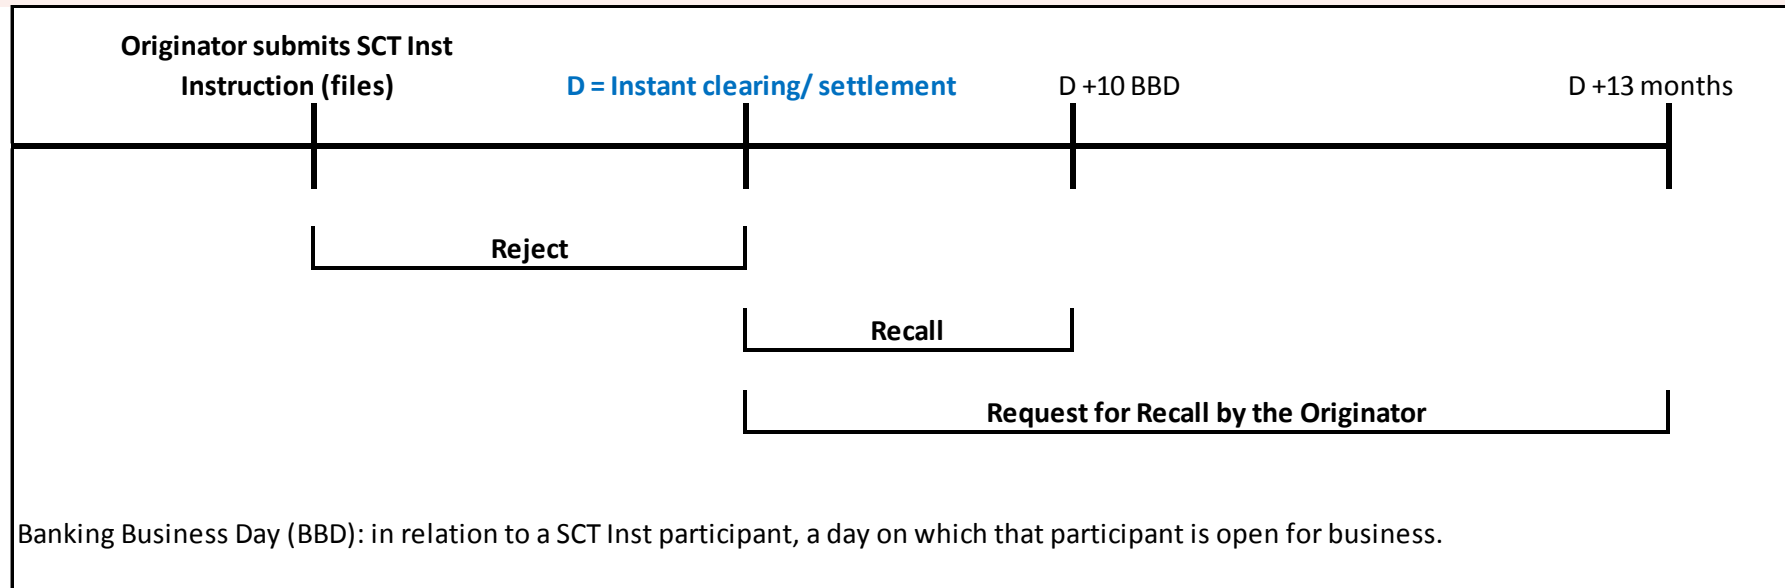 Originator submits SCT Inst
Instruction (files)
D = Instant clearing/ settlement
D +10 BBD
D +13 months
Reject
Recall
Request for Recall by the Originator
Banking Business Day (BBD): in relation to a SCT Inst participant, a day on which that participant is open for business.